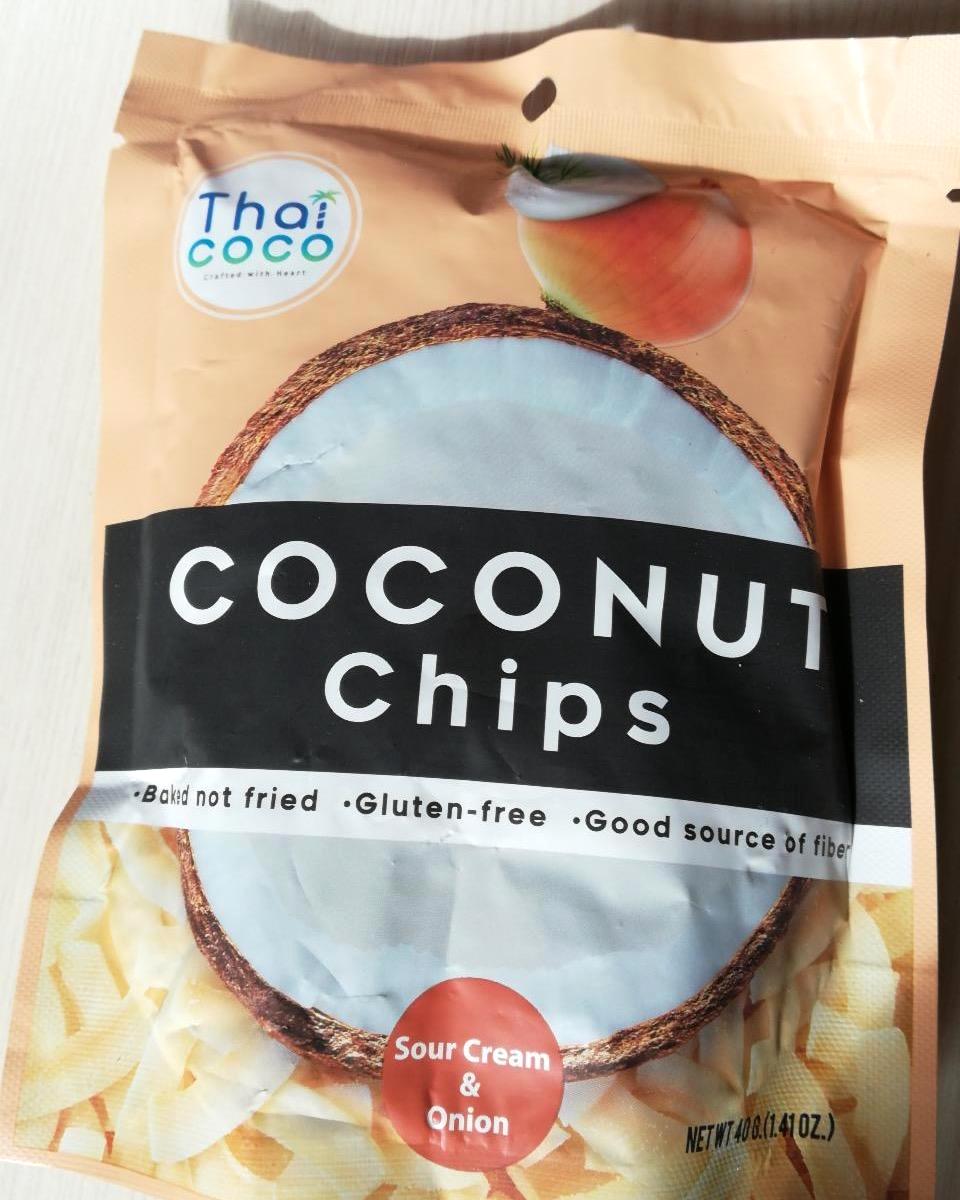 Thai
coco
Crafted with Heart
COCONUT
Chips
•Baked not fried •Gluten-free •Good source of fiber
Sour Cream
&
Onion
NET WT.40 G.(1.41 OZ.)